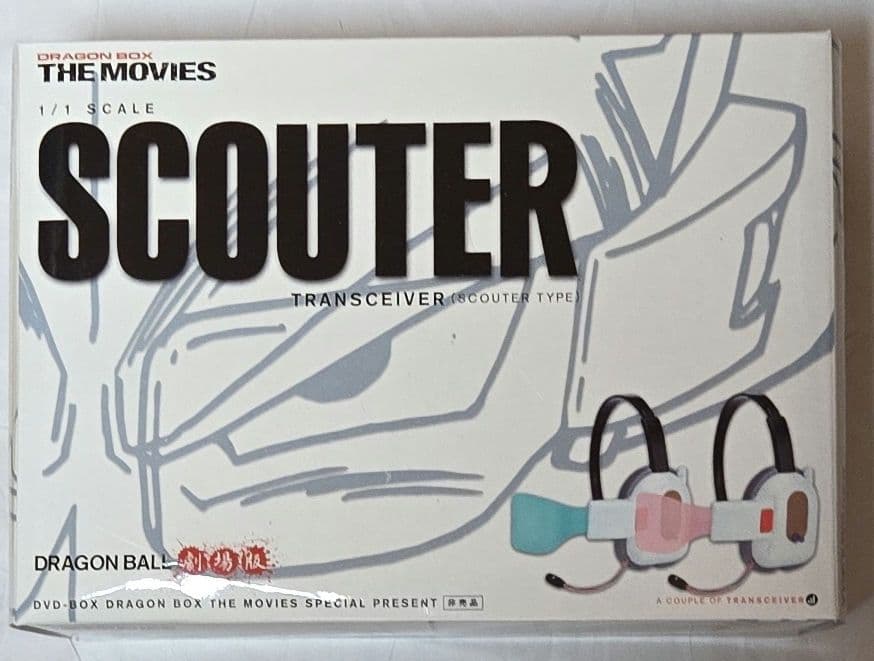 DRAGON BOX
THE MOVIES
1/1 SCALE
SCOUTER
TRANSCEIVER (SCOUTER TYPE)
DRAGON BALL 劇場版
DVD-BOX DRAGON BOX THE MOVIES SPECIAL PRESENT 非売品
A COUPLE OF TRANSCEIVER